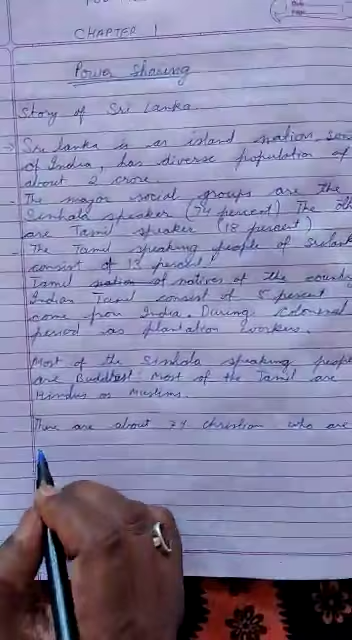 CHAPTER 1
Power Sharing
Story of Sri Lanka
→ Sri lanka is an island nation
of India, has diverse population of
about 2 crore.
- The major social groups are the
Sinhala speaker (74 percent) The oth
are Tamil speaker (18 percent)
- The Tamil speaking people of Srilank
consist of 13 percent,
Tamil nation of natives of the country
Indian Tamil consist of 5 percent
come from India. During Coloneal
period as plantation workers.
Most of the Sinhala speaking peopl
are Buddhist Most of the Tamil are
Hindus or Muslims.
There are about 7% christian who are